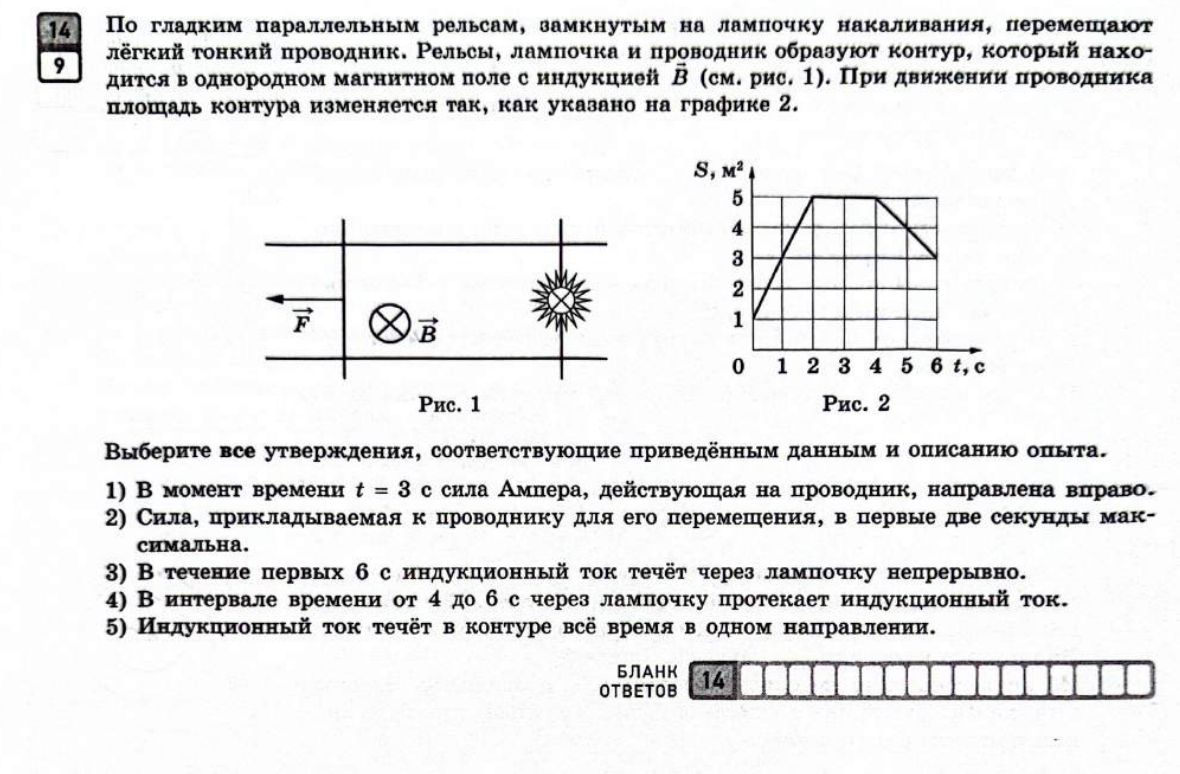 14
9
По гладким параллельным рельсам, замкнутым на лампочку накаливания, перемещают
лёгкий тонкий проводник. Рельсы, лампочка и проводник образуют контур, который нахо-
дится в однородном магнитном поле с индукцией B⃗ (см. рис. 1). При движении проводника
площадь контура изменяется так, как указано на графике 2.
F⃗
B⃗
Рис. 1
S, м²
5
4
3
2
1
0 1 2 3 4 5 6 t, с
Рис. 2
Выберите все утверждения, соответствующие приведённым данным и описанию опыта.
1) В момент времени t = 3 с сила Ампера, действующая на проводник, направлена вправо.
2) Сила, прикладываемая к проводнику для его перемещения, в первые две секунды мак-
симальна.
3) В течение первых 6 с индукционный ток течёт через лампочку непрерывно.
4) В интервале времени от 4 до 6 с через лампочку протекает индукционный ток.
5) Индукционный ток течёт в контуре всё время в одном направлении.
БЛАНК
ОТВЕТОВ
14